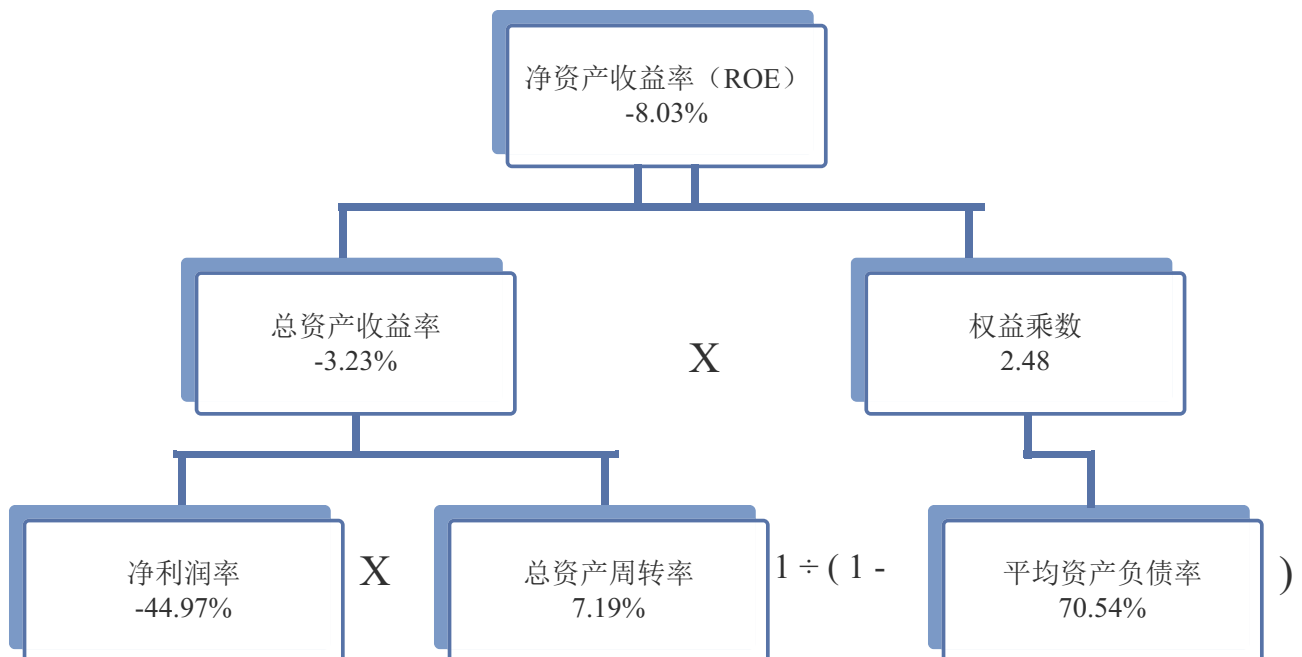 净资产收益率（ROE）
-8.03%
总资产收益率
-3.23%
X
权益乘数
2.48
净利润率
-44.97%
X
总资产周转率
7.19%
1 ÷ ( 1 -
平均资产负债率
70.54%
)